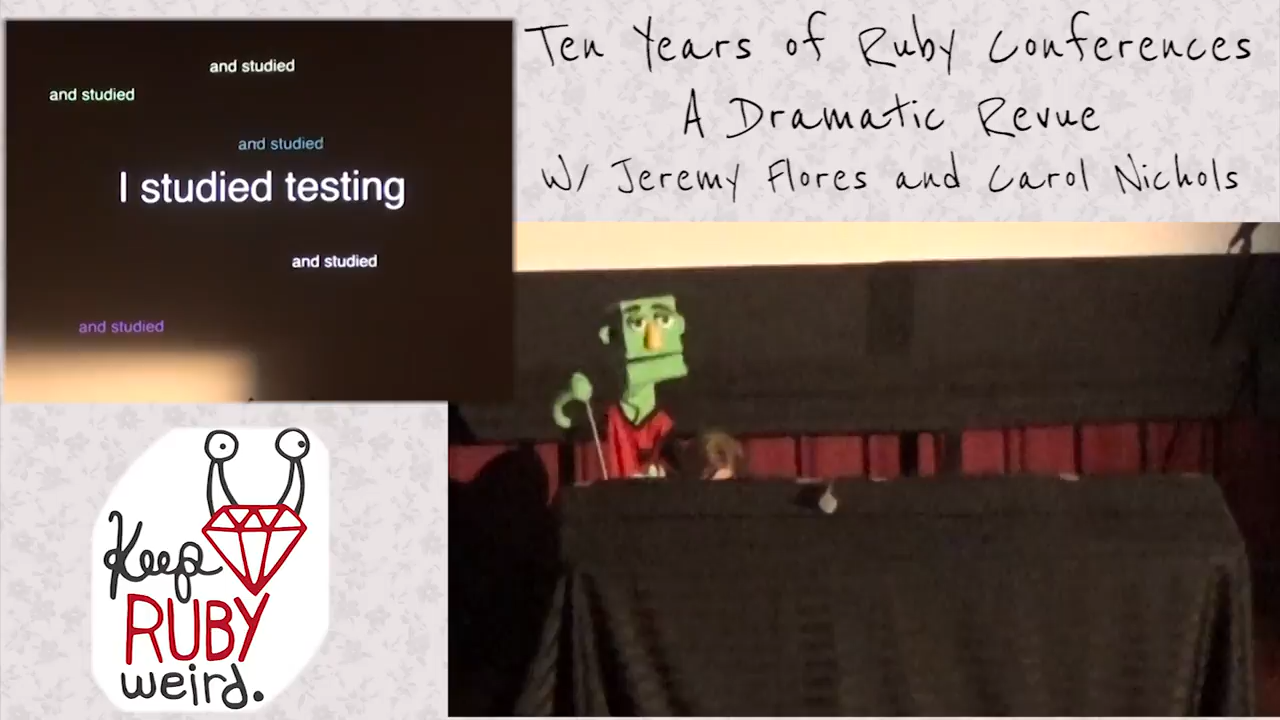 and studied
and studied
and studied
I studied testing
and studied
and studied
Ten Years of Ruby Conferences
A Dramatic Revue
w/ Jeremy Flores and Carol Nichols
Keep
RUBY
weird.